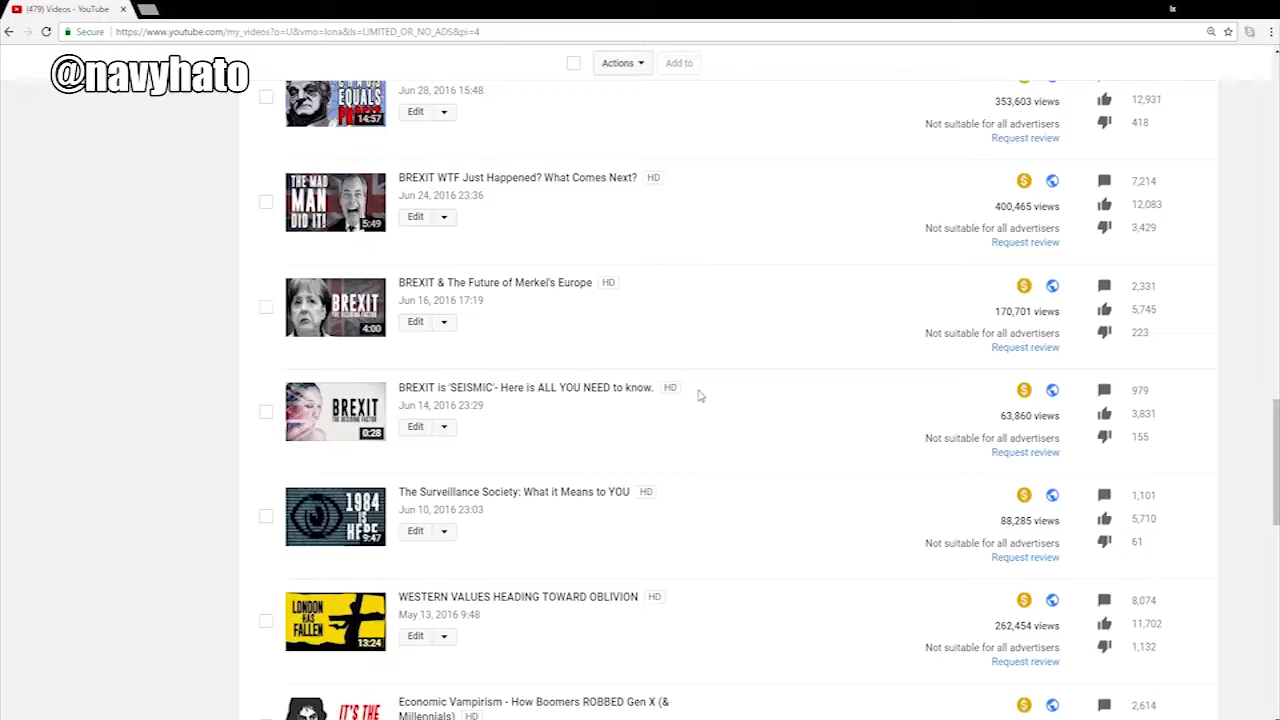 (479) Videos - YouTube
Secure
https://www.youtube.com/my_videos?o=U&vmo=lona&ls=LIMITED_OR_NO_ADS&pi=4
@navyhato
Actions
Add to
EQUALS
14:57
Jun 28, 2016 15:48
Edit
353,603 views
Not suitable for all advertisers
Request review
12,931
418
THE MAD
MAN
DID IT!
5:49
BREXIT WTF Just Happened? What Comes Next? HD
Jun 24, 2016 23:36
Edit
400,465 views
Not suitable for all advertisers
Request review
7,214
12,083
3,429
BREXIT
THE DECIDING FACTOR
4:00
BREXIT & The Future of Merkel's Europe HD
Jun 16, 2016 17:19
Edit
170,701 views
Not suitable for all advertisers
Request review
2,331
5,745
223
BREXIT
THE DECIDING FACTOR
6:28
BREXIT is 'SEISMIC'- Here is ALL YOU NEED to know. HD
Jun 14, 2016 23:29
Edit
63,860 views
Not suitable for all advertisers
Request review
979
3,831
155
1984
IS
HERE
9:47
The Surveillance Society: What it Means to YOU HD
Jun 10, 2016 23:03
Edit
88,285 views
Not suitable for all advertisers
Request review
1,101
5,710
61
LONDON
HAS
FALLEN
13:24
WESTERN VALUES HEADING TOWARD OBLIVION HD
May 13, 2016 9:48
Edit
262,454 views
Not suitable for all advertisers
Request review
8,074
11,702
1,132
IT'S THE
Economic Vampirism - How Boomers ROBBED Gen X (&
Millennials) HD
2,614